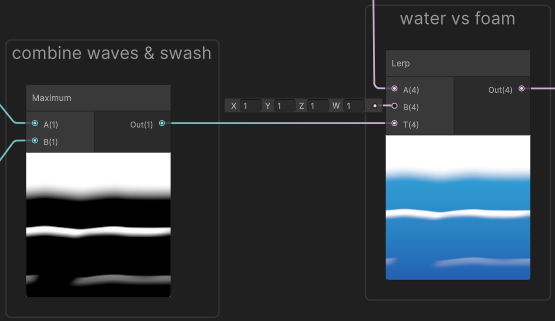 water vs foam
combine waves & swash
Lerp
A(4)
Out(4)
Maximum
X 1 Y 1 Z 1 W 1
B(4)
A(1)
Out(1)
T(4)
B(1)